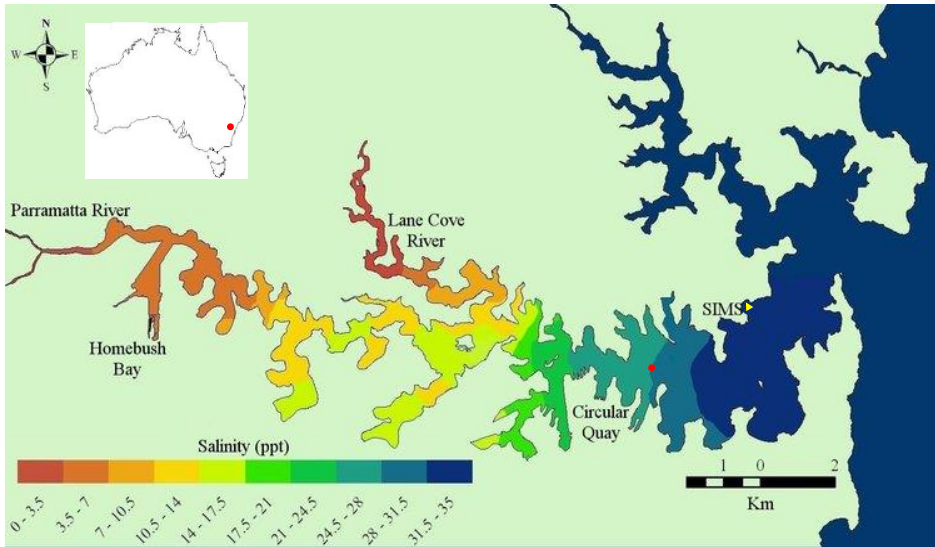 N
W E
S
Parramatta River
Lane Cove
River
SIMS
Homebush
Bay
Circular
Quay
Salinity (ppt)
0 - 3.5
3.5 - 7
7 - 10.5
10.5 - 14
14 - 17.5
17.5 - 21
21 - 24.5
24.5 - 28
28 - 31.5
31.5 - 35
1 0 2
Km